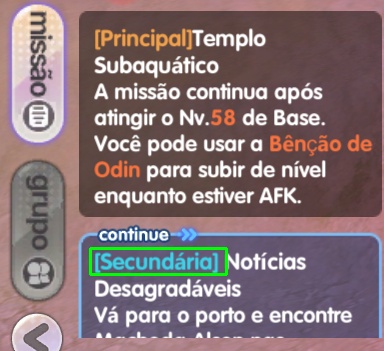 missão
grupo
[Principal]Templo
Subaquático
A missão continua após
atingir o Nv.58 de Base.
Você pode usar a Bênção de
Odin para subir de nível
enquanto estiver AFK.
continue
[Secundária] Notícias
Desagradáveis
Vá para o porto e encontre